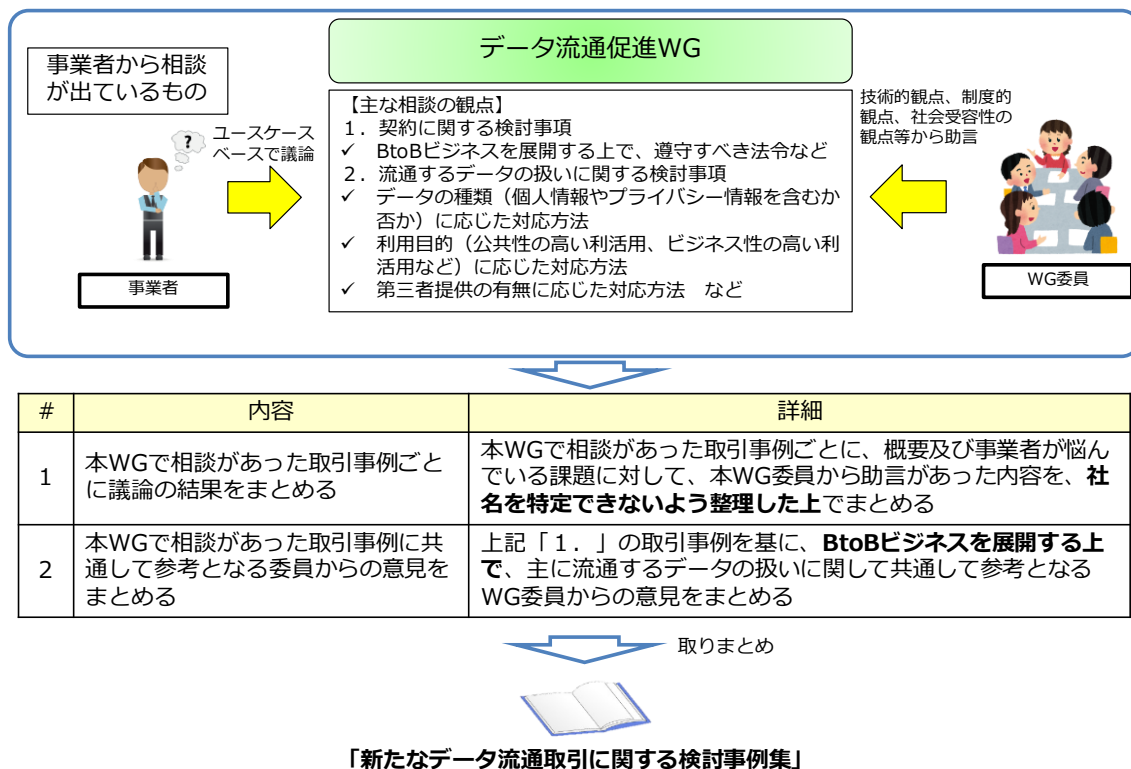 データ流通促進WG
事業者から相談
が出ているもの
?
ユースケース
ベースで議論
事業者
【主な相談の観点】
1．契約に関する検討事項
✓ BtoBビジネスを展開する上で、遵守すべき法令など
2．流通するデータの扱いに関する検討事項
✓ データの種類（個人情報やプライバシー情報を含むか
否か）に応じた対応方法
✓ 利用目的（公共性の高い利活用、ビジネス性の高い利
活用など）に応じた対応方法
✓ 第三者提供の有無に応じた対応方法　など
技術的観点、制度的
観点、社会受容性の
観点等から助言
WG委員
# 内容 詳細
1
本WGで相談があった取引事例ごと
に議論の結果をまとめる
本WGで相談があった取引事例ごとに、概要及び事業者が悩ん
でいる課題に対して、本WG委員から助言があった内容を、社
名を特定できないよう整理した上でまとめる
2
本WGで相談があった取引事例に共
通して参考となる委員からの意見を
まとめる
上記「1．」の取引事例を基に、BtoBビジネスを展開する上
で、主に流通するデータの扱いに関して共通して参考となる
WG委員からの意見をまとめる
取りまとめ
「新たなデータ流通取引に関する検討事例集」